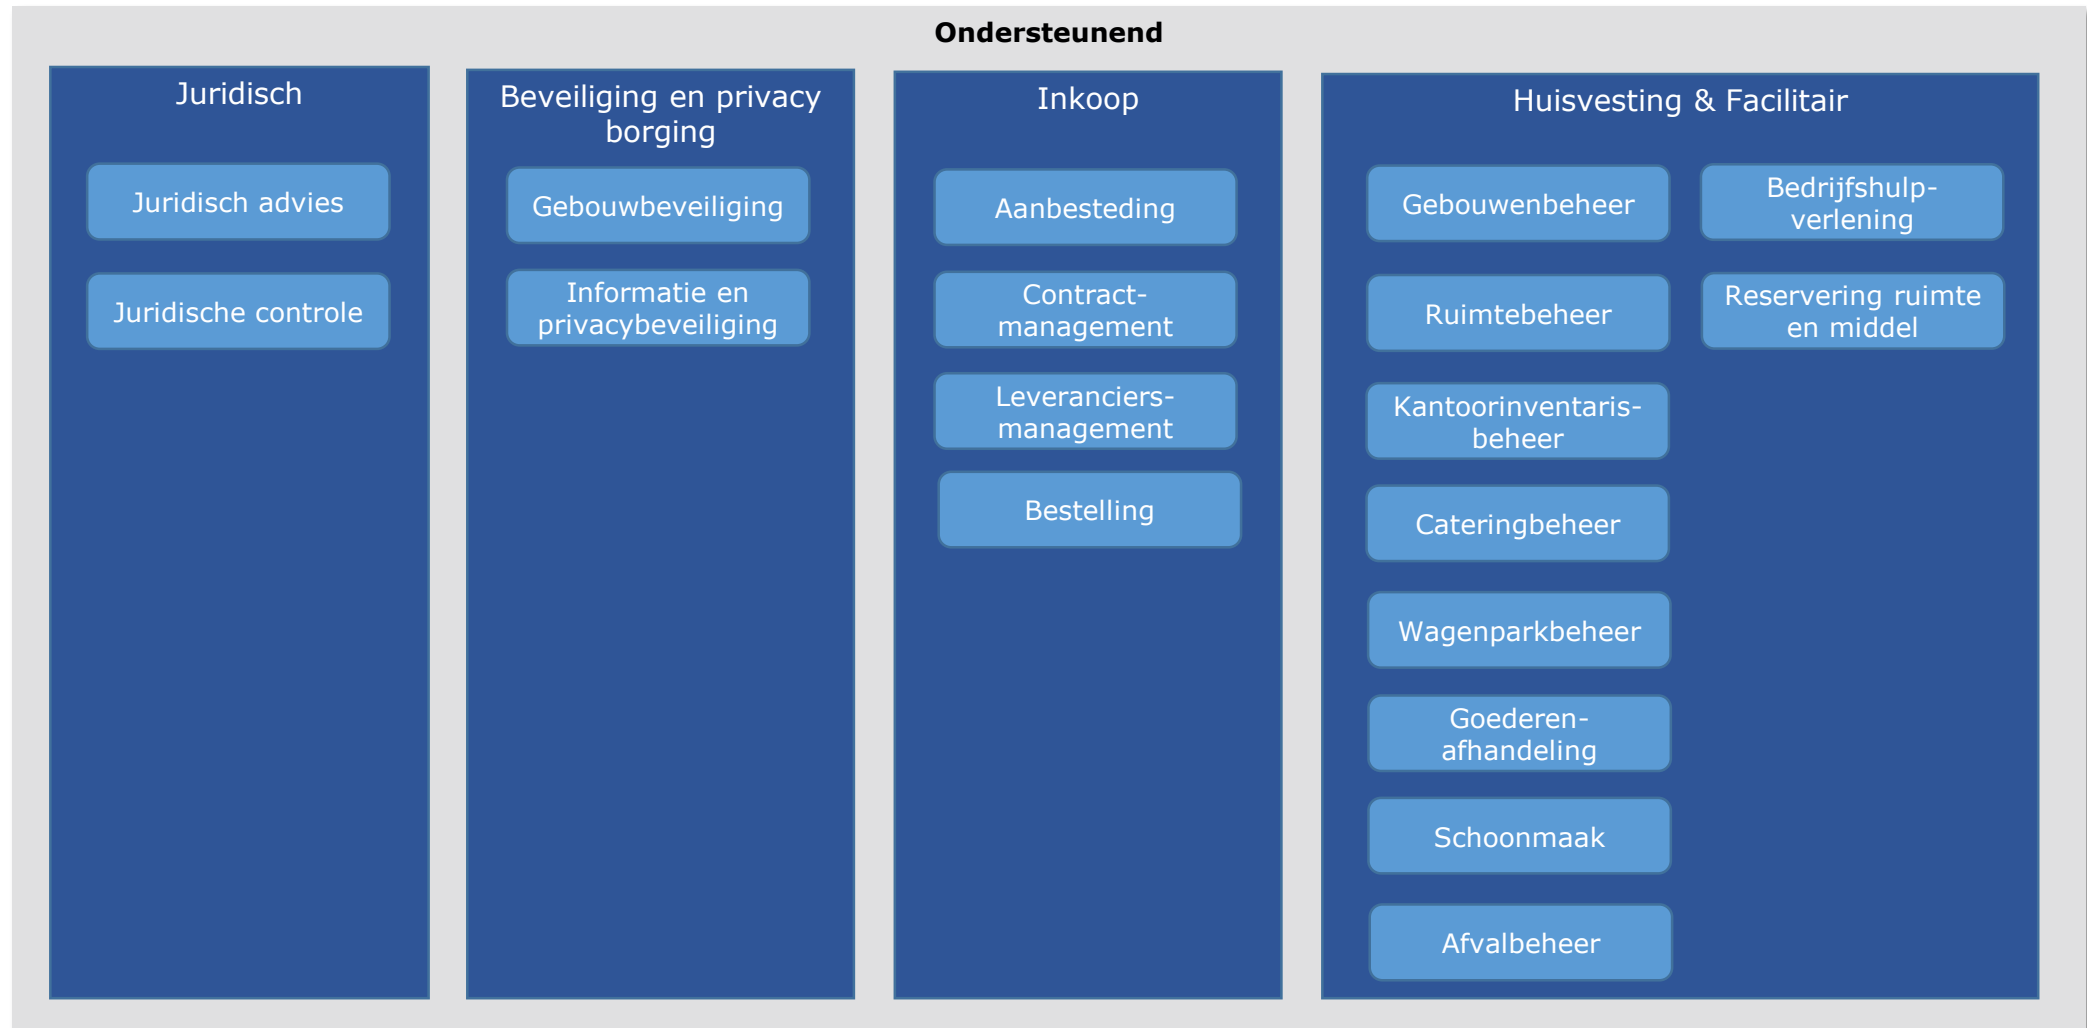 Ondersteunend
Juridisch
Juridisch advies
Juridische controle
Beveiliging en privacy
borging
Gebouwbeveiliging
Informatie en
privacybeveiliging
Inkoop
Aanbesteding
Contract-
management
Leveranciers-
management
Bestelling
Huisvesting & Facilitair
Gebouwenbeheer
Ruimtebeheer
Kantoorinventaris-
beheer
Cateringbeheer
Wagenparkbeheer
Goederen-
afhandeling
Schoonmaak
Afvalbeheer
Bedrijfshulp-
verlening
Reservering ruimte
en middel